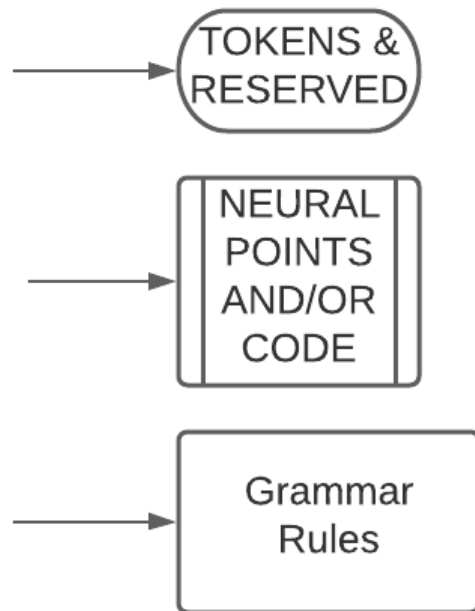 TOKENS &
RESERVED
NEURAL
POINTS
AND/OR
CODE
Grammar
Rules